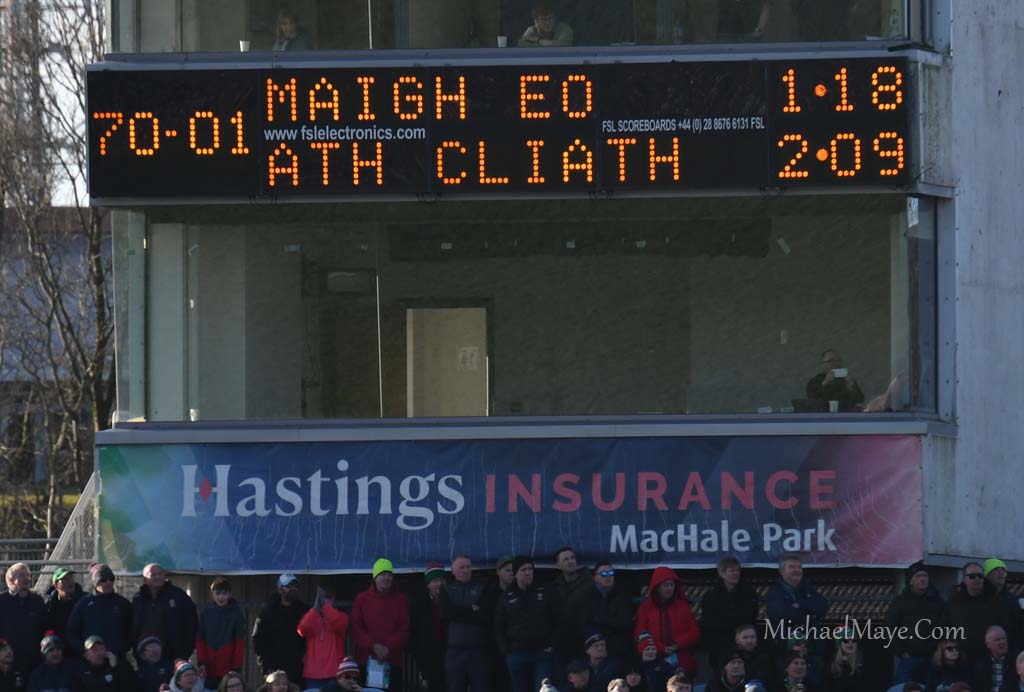 MAIGH EO 1·18
70-01
www.fslelectronics.com
FSL SCOREBOARDS +44 (0) 28 8676 6131 FSL
ATH CLIATH 2·09
Hastings INSURANCE
MacHale Park
MichaelMaye.Com